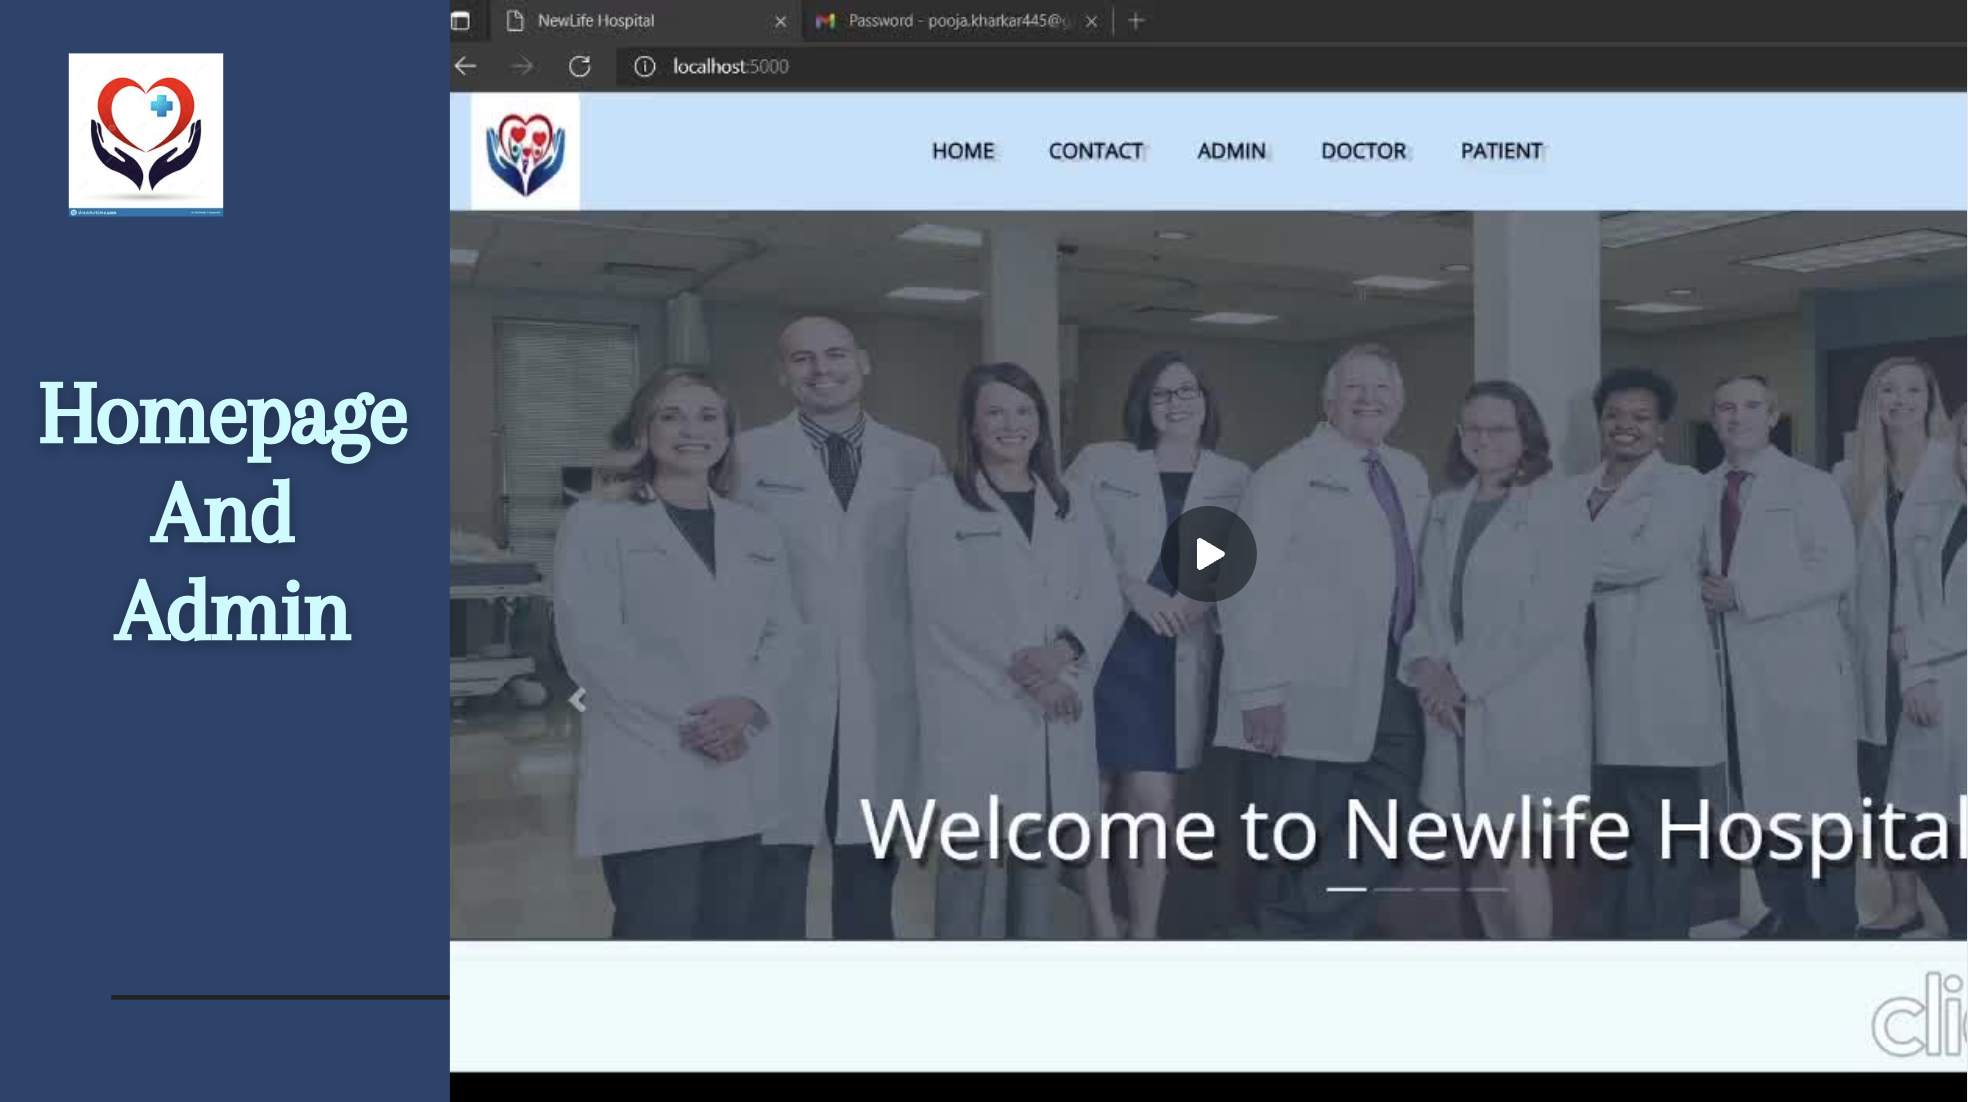 NewLife Hospital
Password - pooja.kharkar445@g
localhost:5000
HOME CONTACT ADMIN DOCTOR PATIENT
Homepage
And
Admin
Welcome to Newlife Hospital
cli